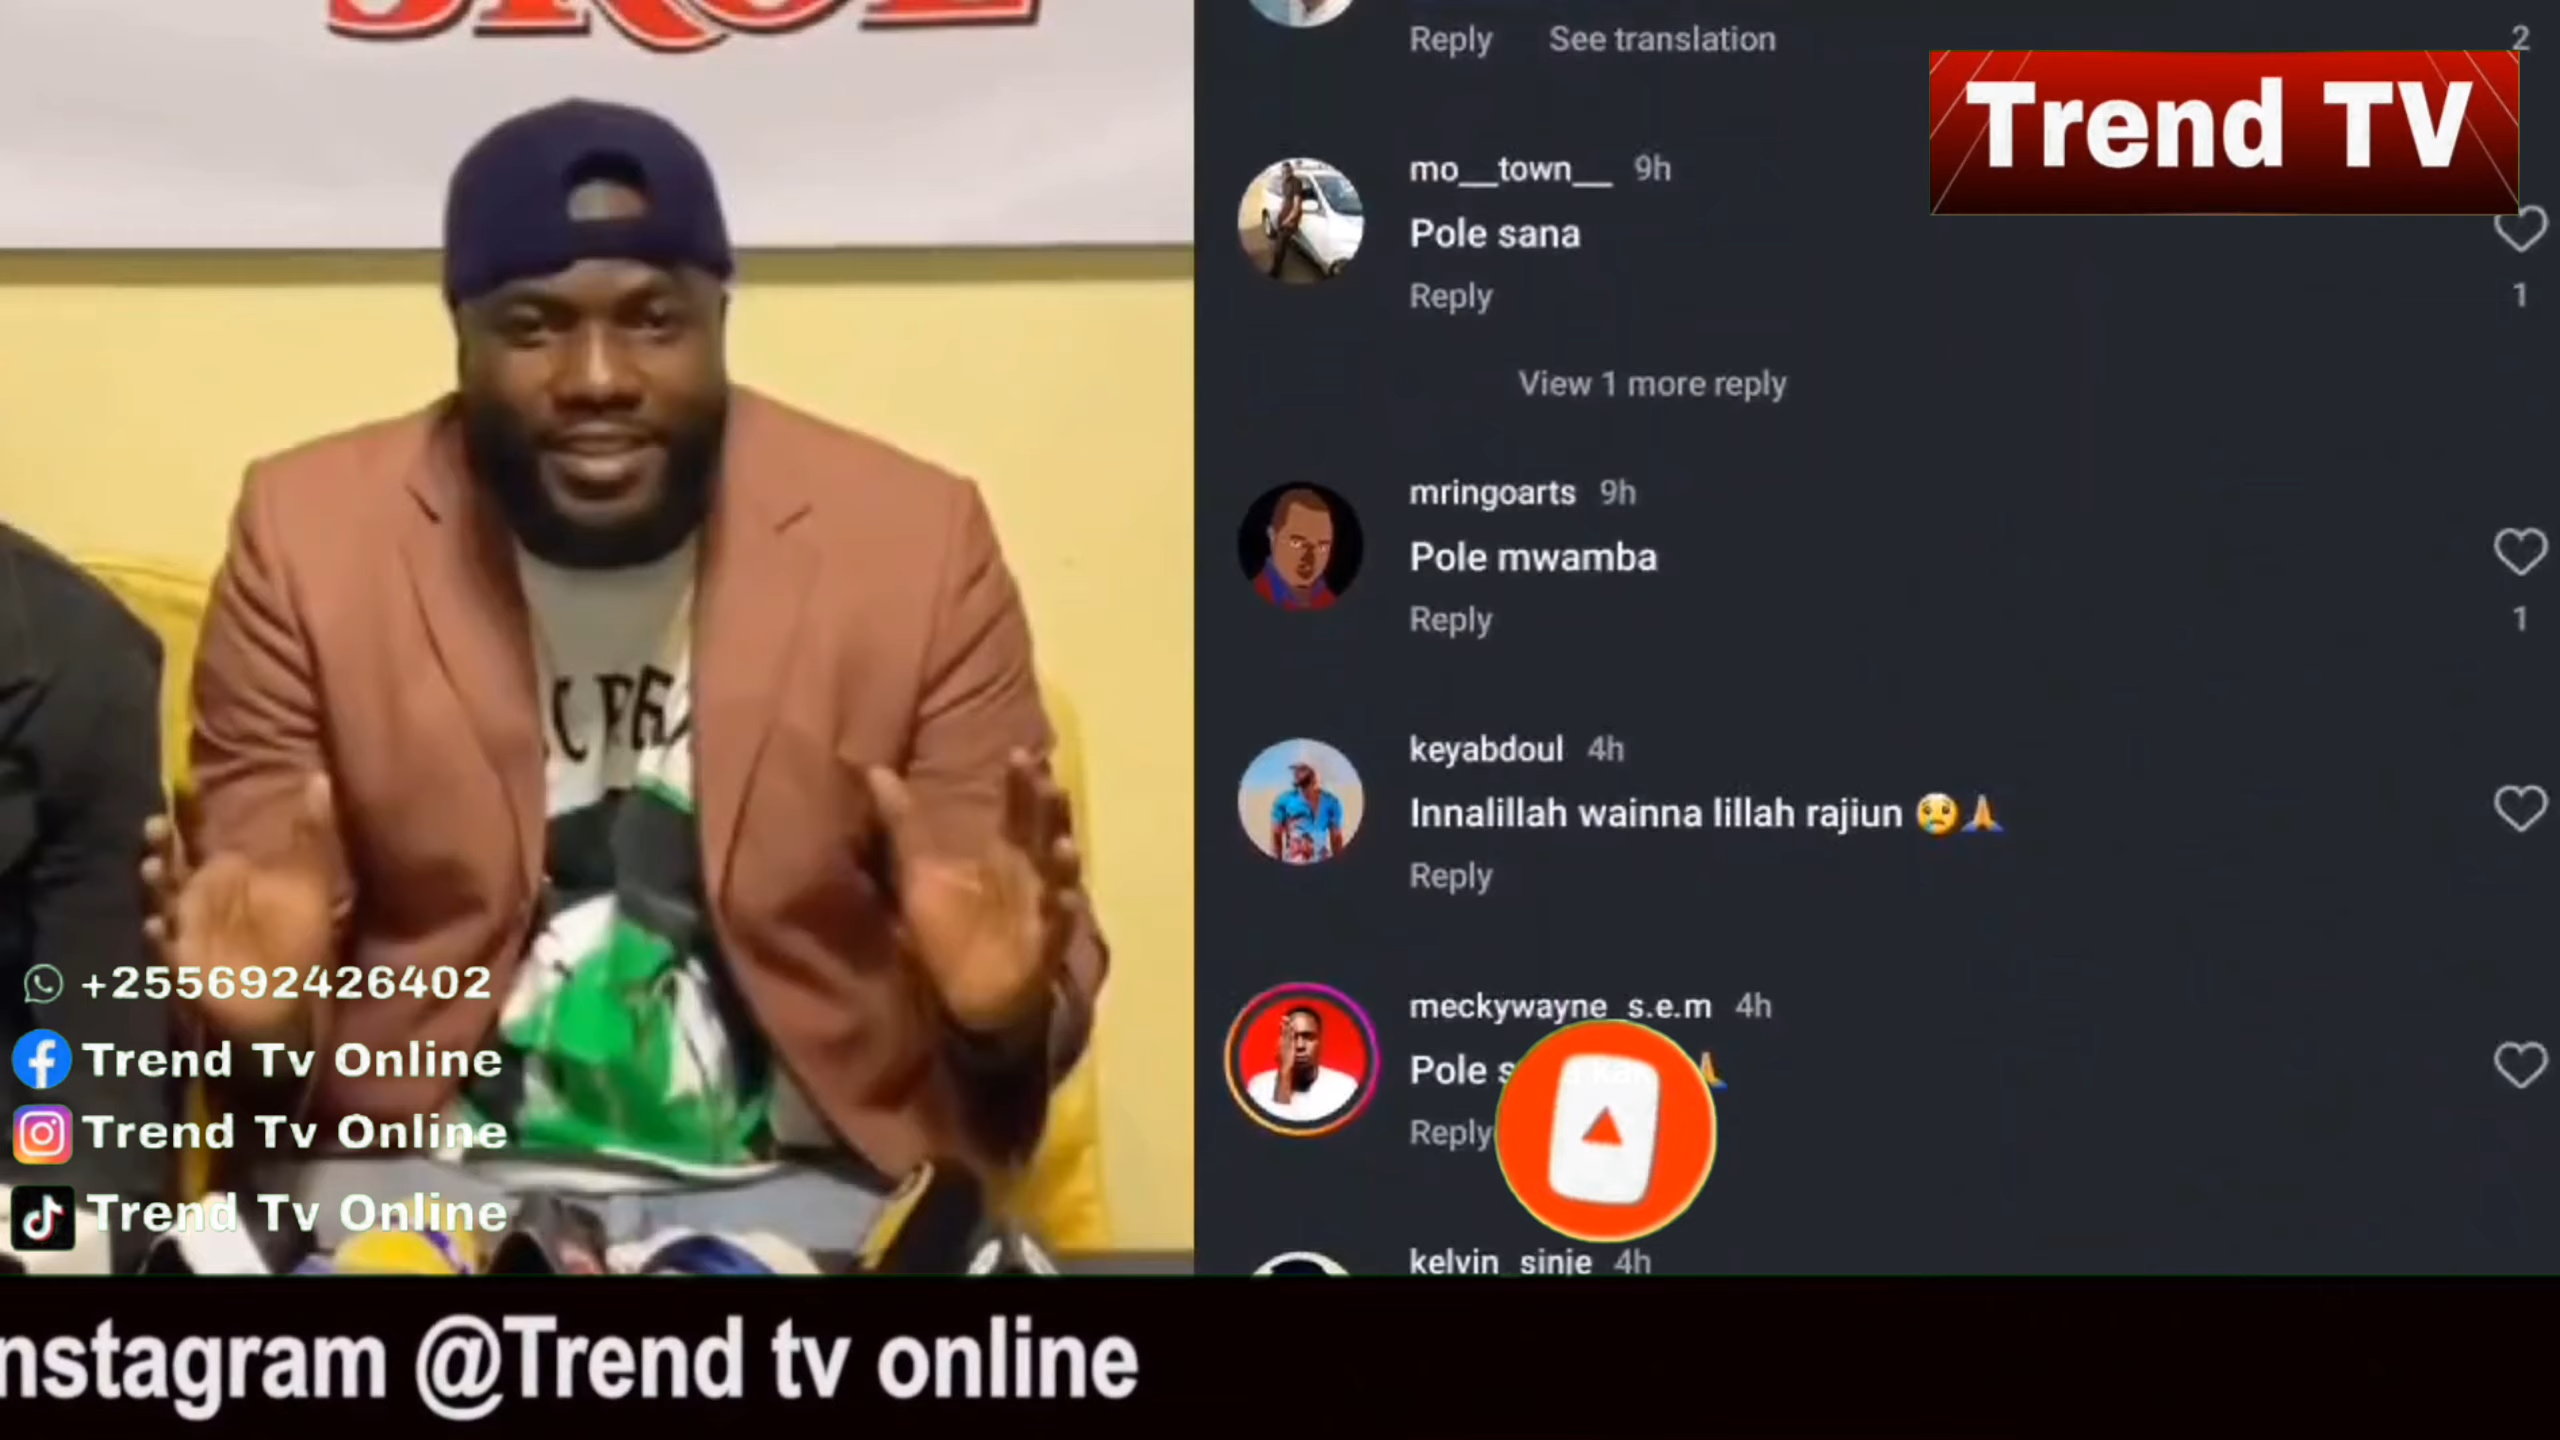 SKOL
Reply See translation
2
Trend TV
mo__town__ 9h
Pole sana
Reply
1
View 1 more reply
mringoarts 9h
Pole mwamba
Reply
1
keyabdoul 4h
Innalillah wainna lillah rajiun 😢🙏
Reply
meckywayne_s.e.m 4h
Pole
Reply
kelvin_sinje 4h
+255692426402
Trend Tv Online
Trend Tv Online
Trend Tv Online
nstagram @Trend tv online